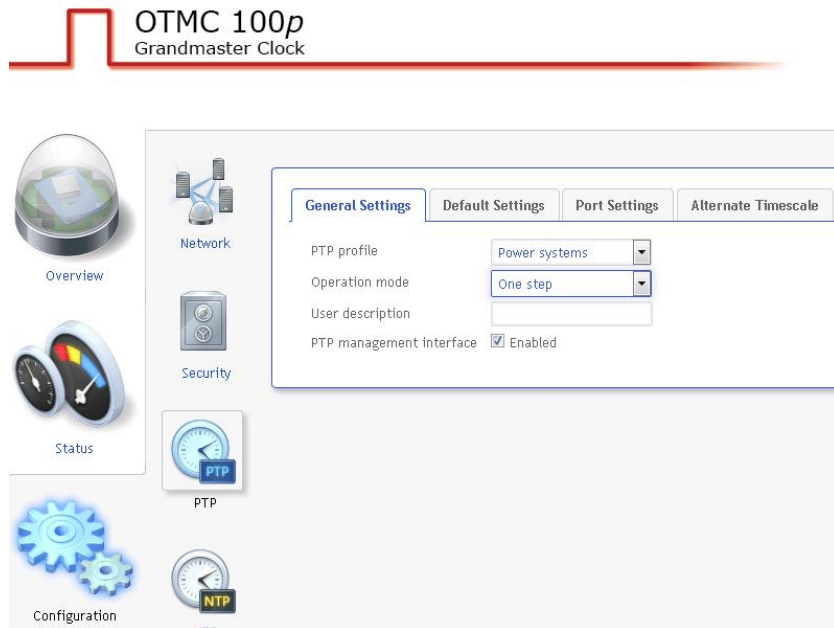 OTMC 100p
Grandmaster Clock
Overview
Status
Configuration
Network
Security
PTP
PTP
NTP
General Settings
Default Settings
Port Settings
Alternate Timescale
PTP profile
Power systems
Operation mode
One step
User description
PTP management interface
Enabled